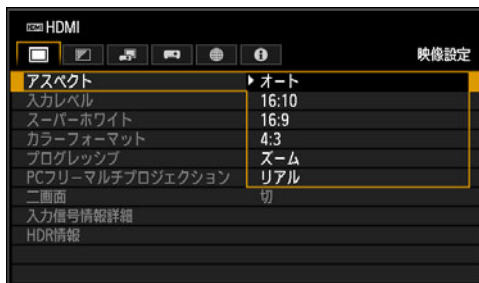 HDMI HDMI
映像設定
アスペクト ▶ オート
入力レベル 16:10
スーパーホワイト 16:9
カラーフォーマット 4:3
プログレッシブ ズーム
PCフリーマルチプロジェクション リアル
二画面 切
入力信号情報詳細
HDR情報